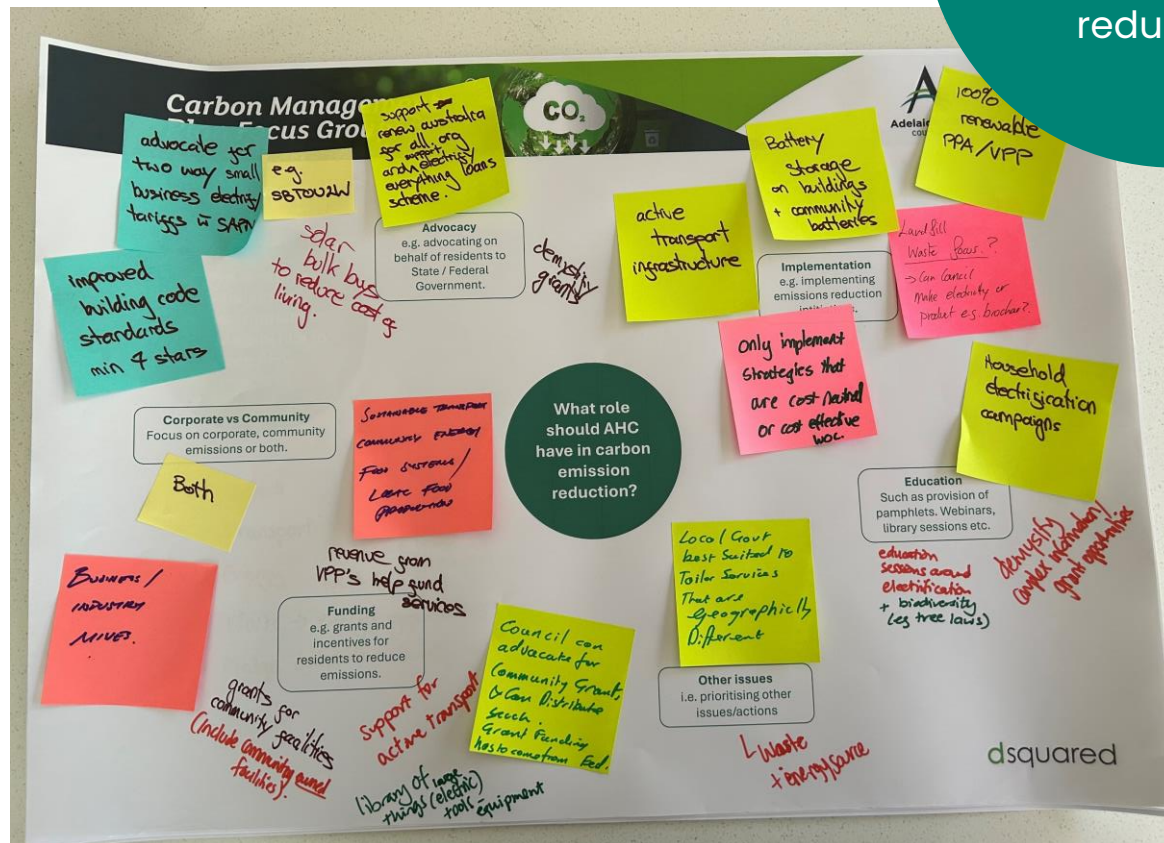 redu
Carbon Management
Plan Focus Group
CO2
Adelaide
100%
renewable
PPA/VPP
advocate for
two way small
business electricity
tariffs w SAPN
e.g.
support
renew australia
for all.org
and support electrify
everything loans
scheme.
Battery
Storage
on buildings
+ community
batteries
active
transport
infrastructure
Advocacy
e.g. advocating on
behalf of residents to
State / Federal
Government.
demystify
grants
solar
bulk buys
to reduce cost of
living.
improved
building code
standards
min 7 stars
Implementation
e.g. implementing
emissions reduction
Landfill
Waste focus?
→ Can Council
make electricity or
product e.g. biochar?
only implement
strategies that
are cost neutral
or cost effective
WOL.
Household
electrification
campaigns
Corporate vs Community
Focus on corporate, community
emissions or both.
Both
SUSTAINABLE TRANSPORT
COMMUNITY ENERGY
FOOD SYSTEMS/
LOCAL FOOD
PRODUCTION
What role
should AHC
have in carbon
emission
reduction?
Education
Such as provision of
pamphlets. Webinars,
library sessions etc.
education
sessions around
electrification
+ biodiversity
(eg tree laws)
demystify
complex information/
grant opportunities
BUSINESS/
INDUSTRY
MINES.
revenue from
VPP's help fund
services
Funding
e.g. grants and
incentives for
residents to reduce
emissions.
Local Govt
best Suited to
Tailor Services
That are
Geographically
Different
Council can
advocate for
Community Grants,
& Can Distribute
such.
Grant Funding
has to come from Fed.
Other issues
i.e. prioritising other
issues/actions
Waste
+ energy source
grants for
community facilities
(include community owned
facilities).
support for
active transport
library of
things (electric)
tools equipment
dsquared